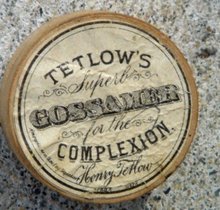 TETLOW'S
Superb
GOSSAMER
for the
COMPLEXION.
Henry Tetlow